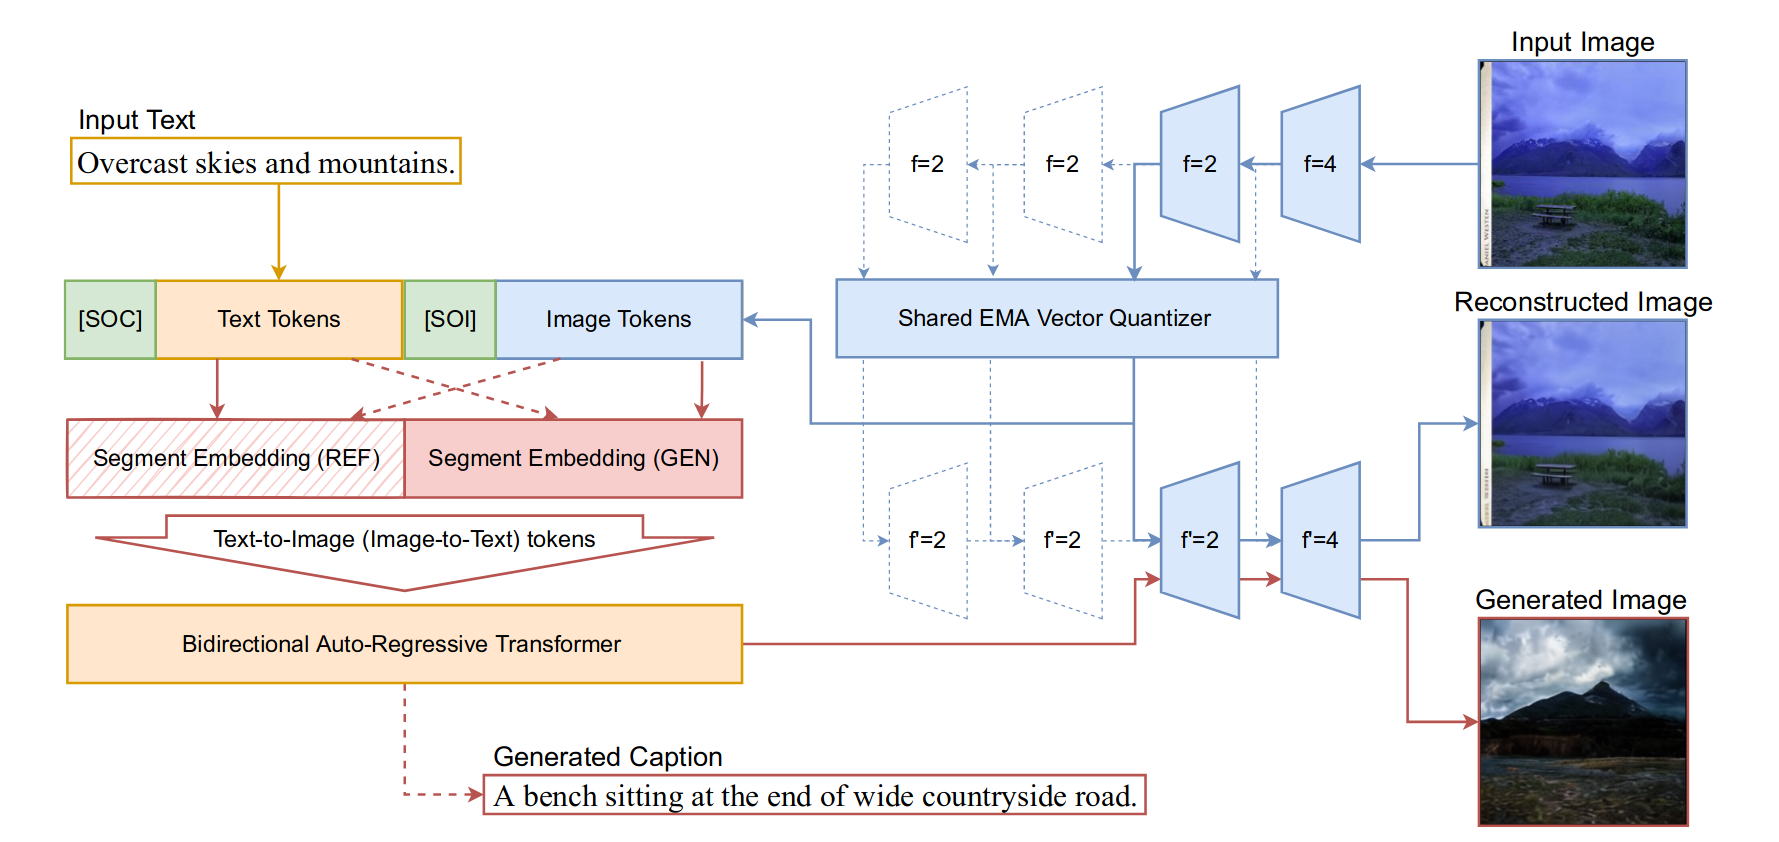 Input Image
Input Text
Overcast skies and mountains.
f=2
f=2
f=2
f=4
[SOC]
Text Tokens
[SOI]
Image Tokens
Shared EMA Vector Quantizer
Reconstructed Image
Segment Embedding (REF)
Segment Embedding (GEN)
Text-to-Image (Image-to-Text) tokens
f'=2
f'=2
f'=2
f'=4
Bidirectional Auto-Regressive Transformer
Generated Image
Generated Caption
A bench sitting at the end of wide countryside road.